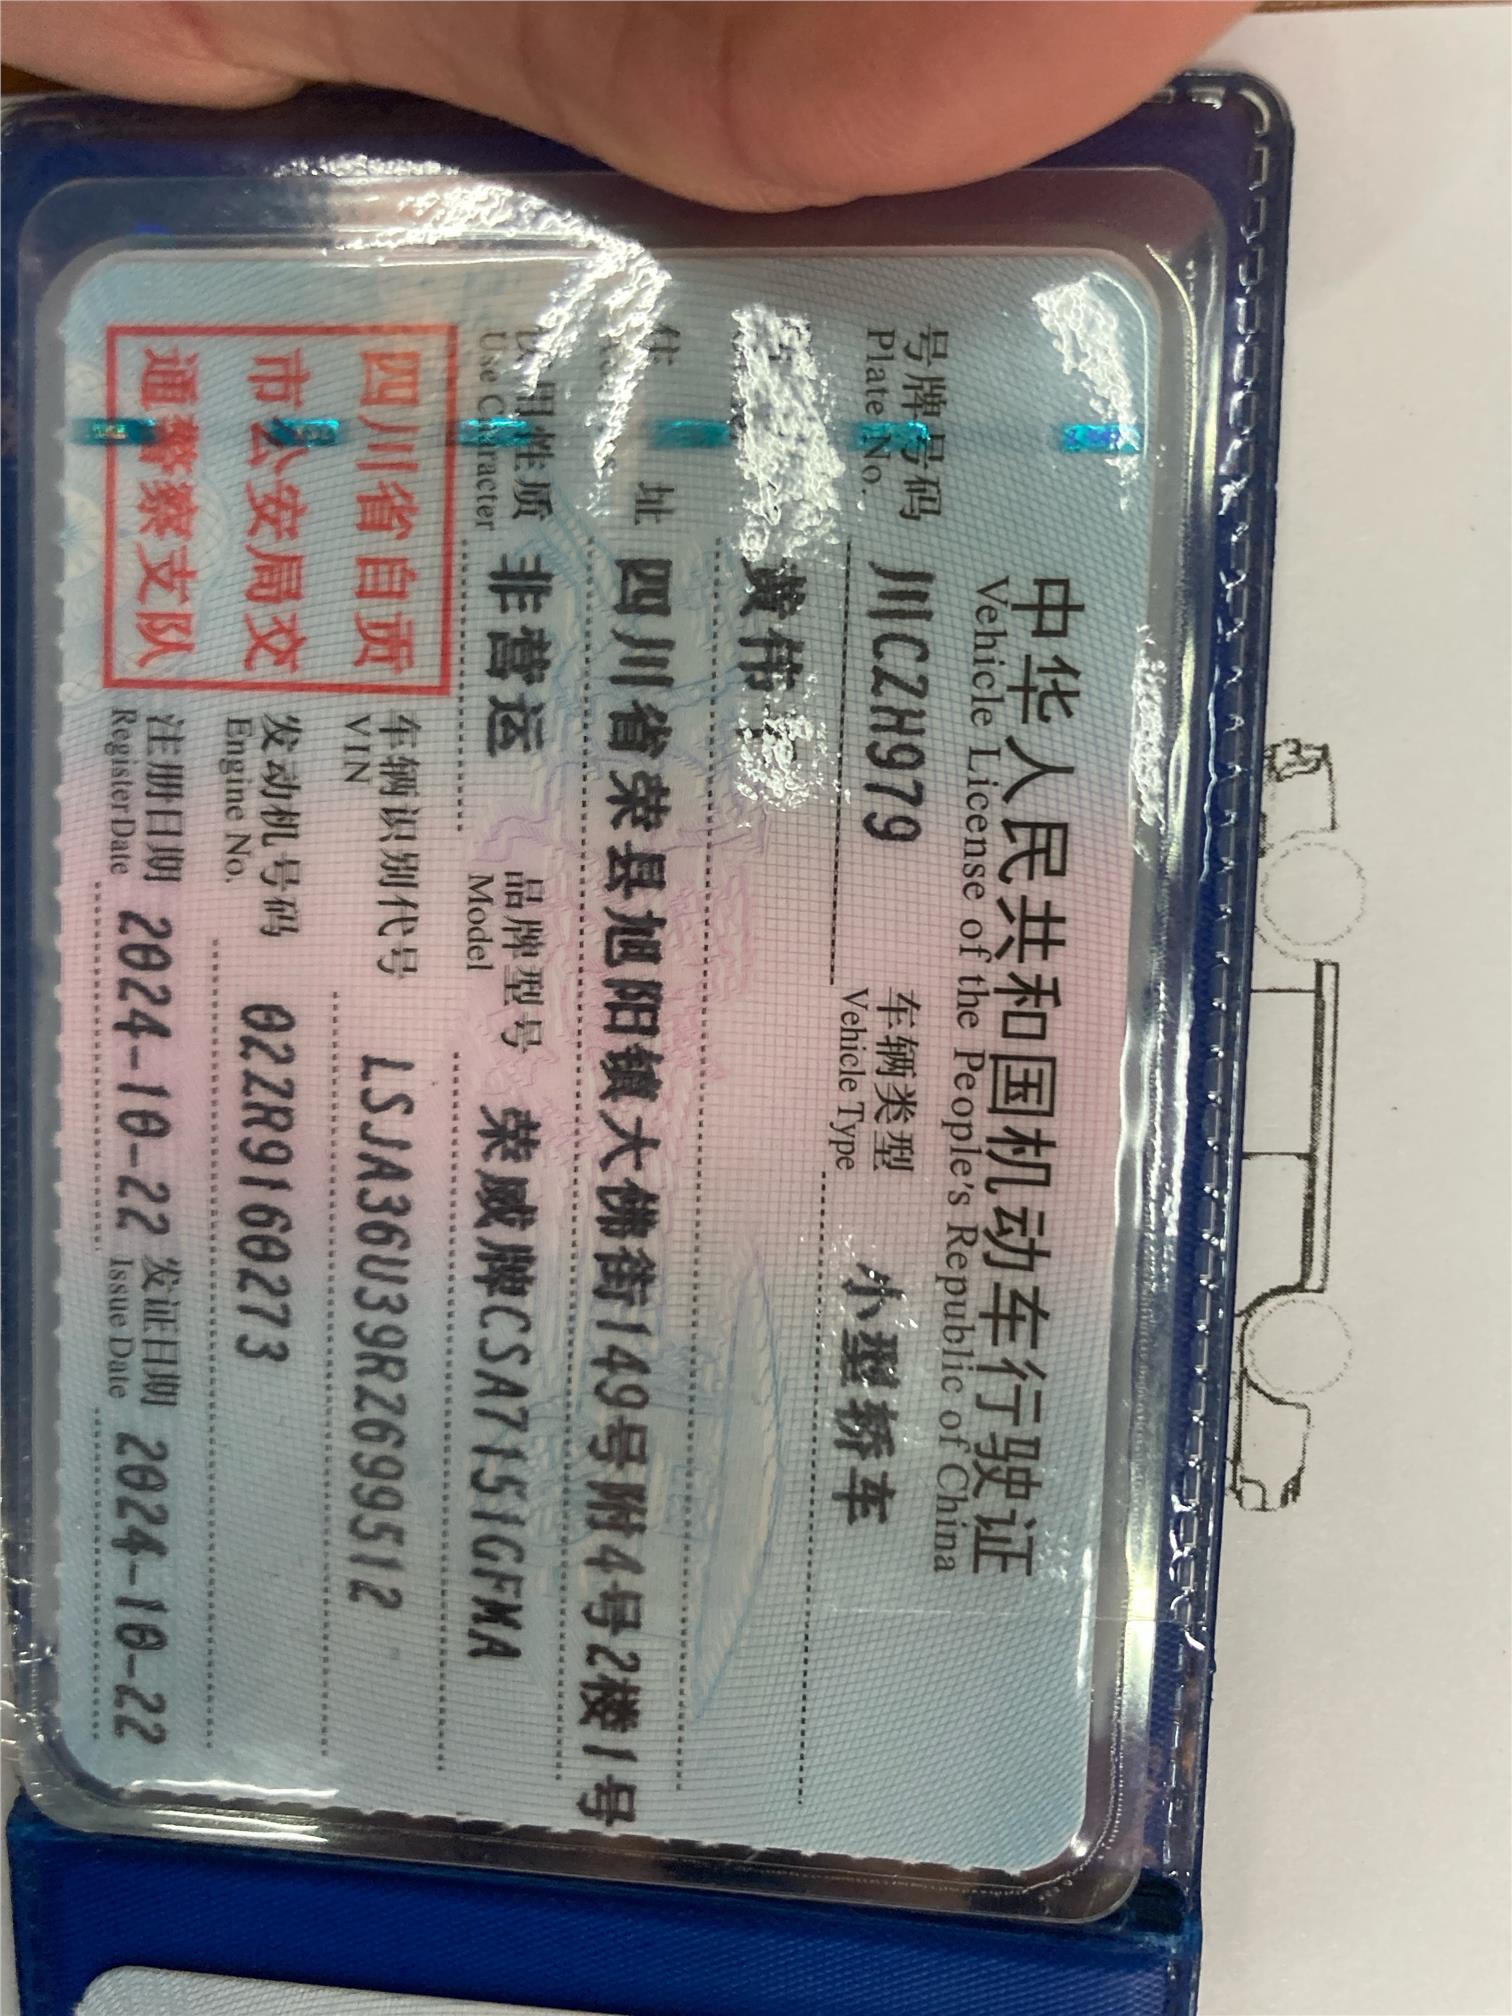 中华人民共和国机动车行驶证
Vehicle License of the People's Republic of China
号牌号码 川CZH979 车辆类型 小型轿车
Plate No. Vehicle Type
黄伟
住 址 四川省荣县旭阳镇大佛街149号附4号2楼1号
使用性质 非营运 品牌型号 荣威牌CSA7151GFMA
Use Character Model
四川省自贡
市公安局交
通警察支队
车辆识别代号 LSJA36U39RZ699512
VIN
发动机号码 02ZR9160273
Engine No.
注册日期 2024-10-22 发证日期 2024-10-22
Register Date Issue Date